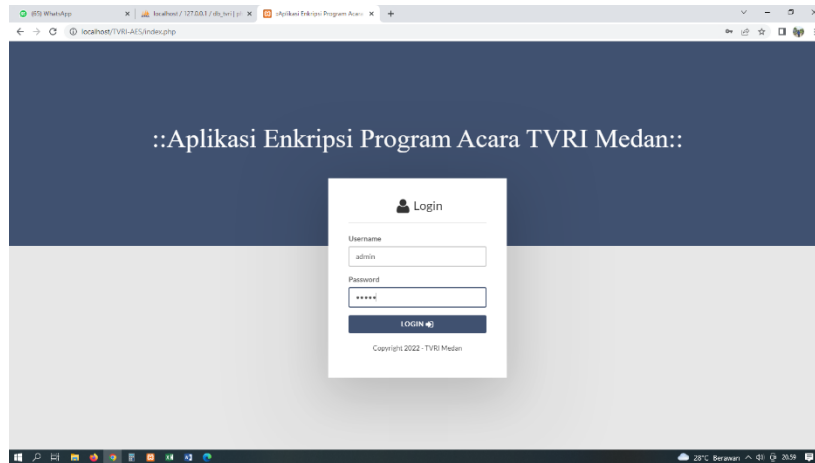 (65) WhatsApp
localhost / 127.0.0.1 / db_tvri | ph
::Aplikasi Enkripsi Program Acara
localhost/TVRI-AES/index.php
::Aplikasi Enkripsi Program Acara TVRI Medan::
Login
Username
admin
Password
LOGIN
Copyright 2022 - TVRI Medan
28°C Berawan
20.59